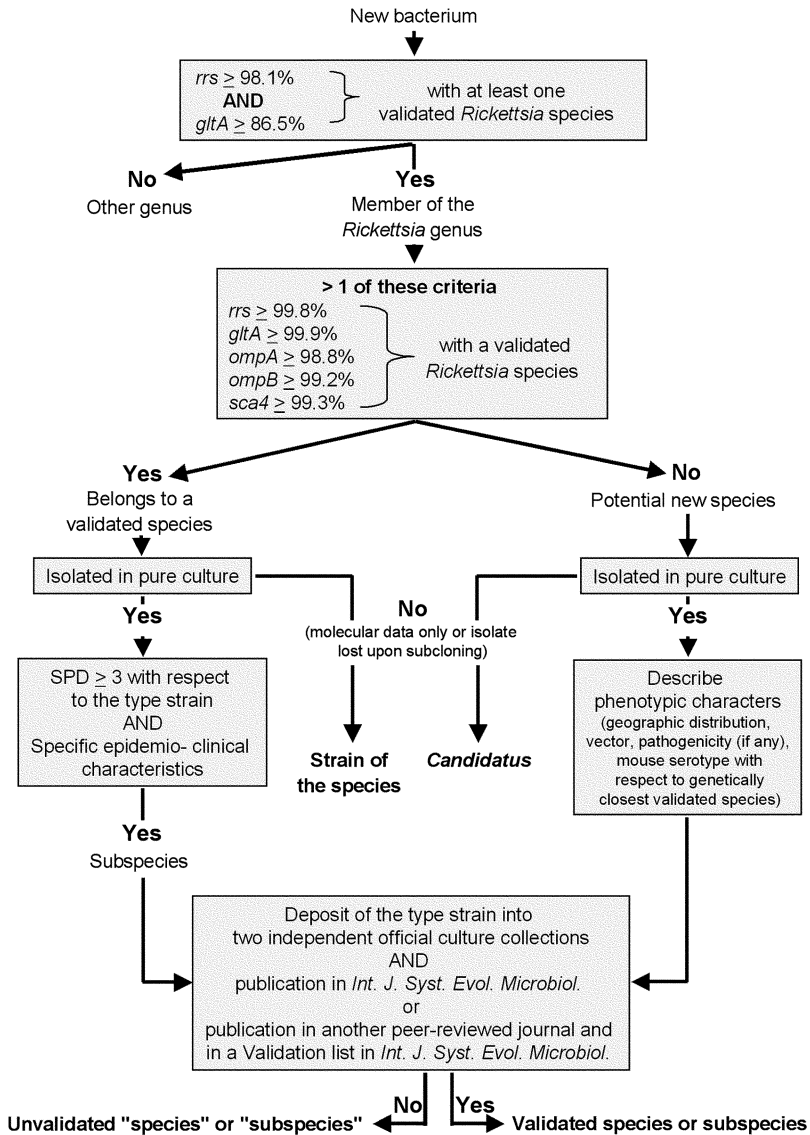 New bacterium
rrs ≥ 98.1%
AND
gltA ≥ 86.5%
with at least one
validated Rickettsia species
No
Other genus
Yes
Member of the
Rickettsia genus
> 1 of these criteria
rrs ≥ 99.8%
gltA ≥ 99.9%
ompA ≥ 98.8%
ompB ≥ 99.2%
sca4 ≥ 99.3%
with a validated
Rickettsia species
Yes
Belongs to a
validated species
No
Potential new species
Isolated in pure culture
Isolated in pure culture
Yes
No
(molecular data only or isolate
lost upon subcloning)
Yes
SPD ≥ 3 with respect
to the type strain
AND
Specific epidemio- clinical
characteristics
Strain of
the species
Candidatus
Describe
phenotypic characters
(geographic distribution,
vector, pathogenicity (if any),
mouse serotype with
respect to genetically
closest validated species)
Yes
Subspecies
Deposit of the type strain into
two independent official culture collections
AND
publication in Int. J. Syst. Evol. Microbiol.
or
publication in another peer-reviewed journal and
in a Validation list in Int. J. Syst. Evol. Microbiol.
No
Yes
Unvalidated "species" or "subspecies"
Validated species or subspecies